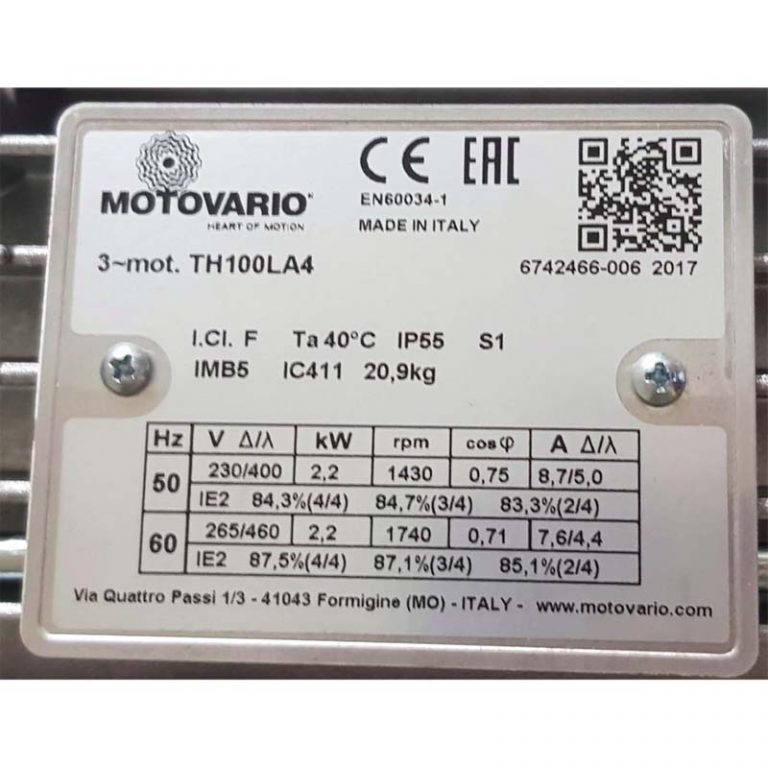 MOTOVARIO
HEART OF MOTION
CE EAC
EN60034-1
MADE IN ITALY
3~mot. TH100LA4
6742466-006 2017
I.Cl. F Ta 40°C IP55 S1
IMB5 IC411 20,9kg
Hz V Δ/⅄ kW rpm cosφ A Δ/⅄
50 230/400 2,2 1430 0,75 8,7/5,0
IE2 84,3%(4/4) 84,7%(3/4) 83,3%(2/4)
60 265/460 2,2 1740 0,71 7,6/4,4
IE2 87,5%(4/4) 87,1%(3/4) 85,1%(2/4)
Via Quattro Passi 1/3 - 41043 Formigine (MO) - ITALY - www.motovario.com